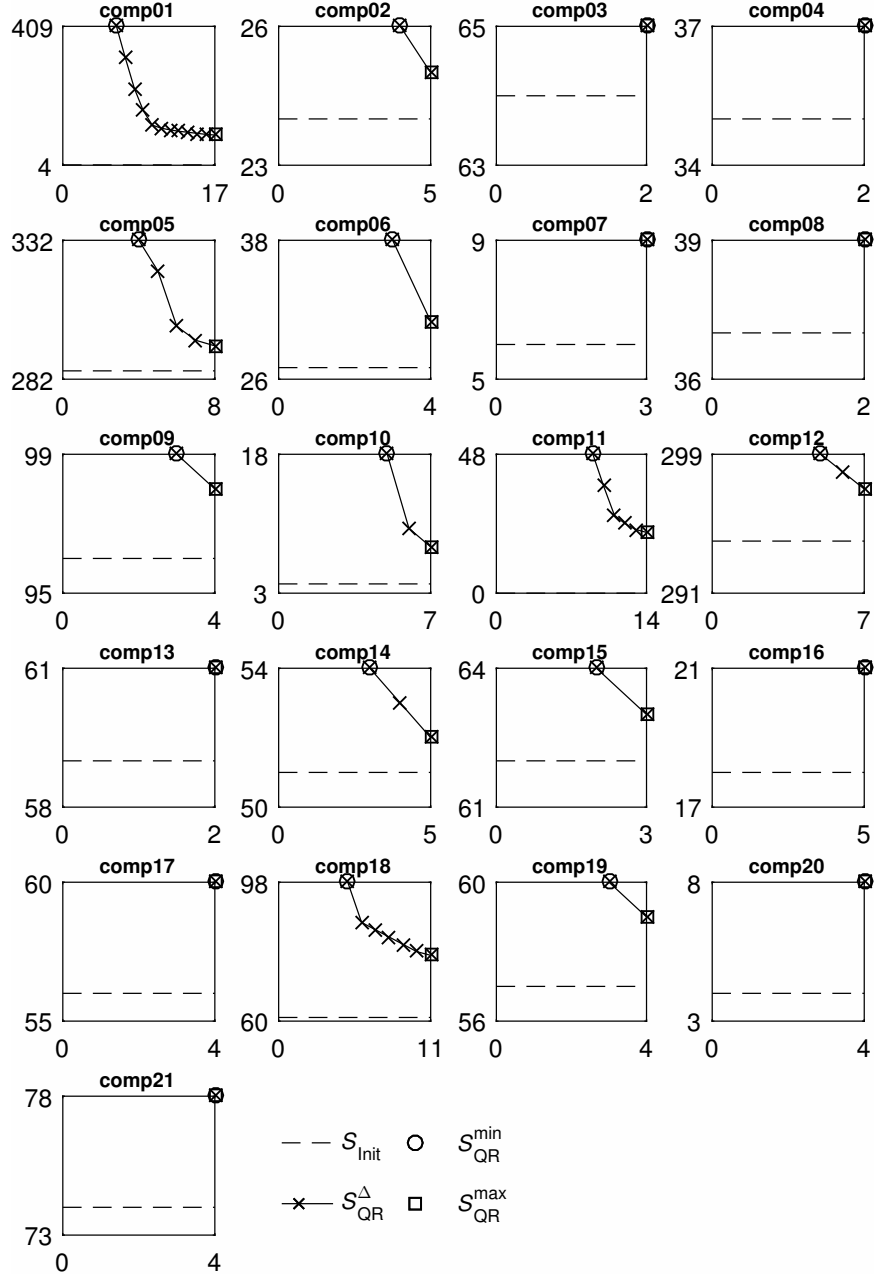 comp01 comp02 comp03 comp04
409 26 65 37
4 23 63 34
0 17 0 5 0 2 0 2
comp05 comp06 comp07 comp08
332 38 9 39
282 26 5 36
0 8 0 4 0 3 0 2
comp09 comp10 comp11 comp12
99 18 48 299
95 3 0 291
0 4 0 7 0 14 0 7
comp13 comp14 comp15 comp16
61 54 64 21
58 50 61 17
0 2 0 5 0 3 0 5
comp17 comp18 comp19 comp20
60 98 60 8
55 60 56 3
0 4 0 11 0 4 0 4
comp21
78
73
0 4
S_Init S_QR^min
S_QR^Δ S_QR^max